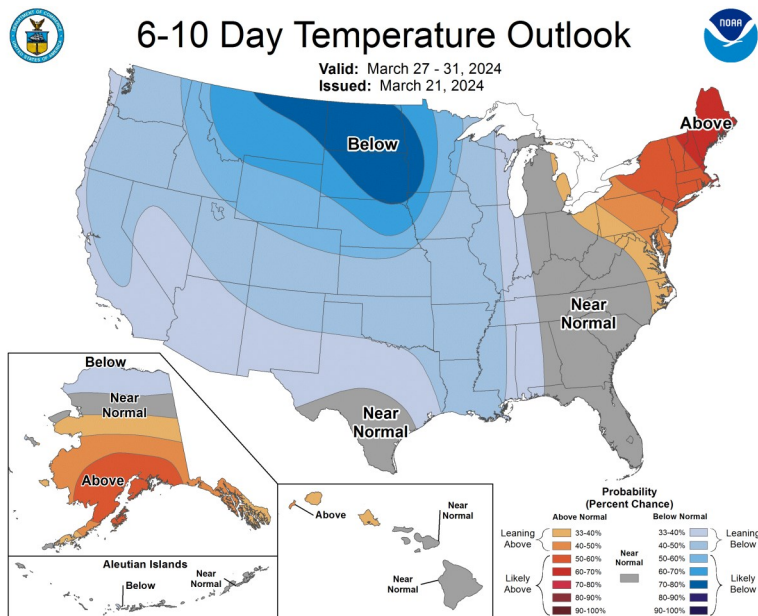 6-10 Day Temperature Outlook
NOAA
Valid: March 27 - 31, 2024
Issued: March 21, 2024
Above
Below
Near
Normal
Near
Normal
Below
Near
Normal
Above
Above
Near
Normal
Near
Normal
Aleutian Islands
Below
Near
Normal
Probability
(Percent Chance)
Above Normal
Below Normal
Leaning
Above
33-40%
40-50%
Likely
Above
50-60%
60-70%
70-80%
80-90%
90-100%
Near
Normal
33-40%
40-50%
Leaning
Below
50-60%
60-70%
70-80%
80-90%
90-100%
Likely
Below